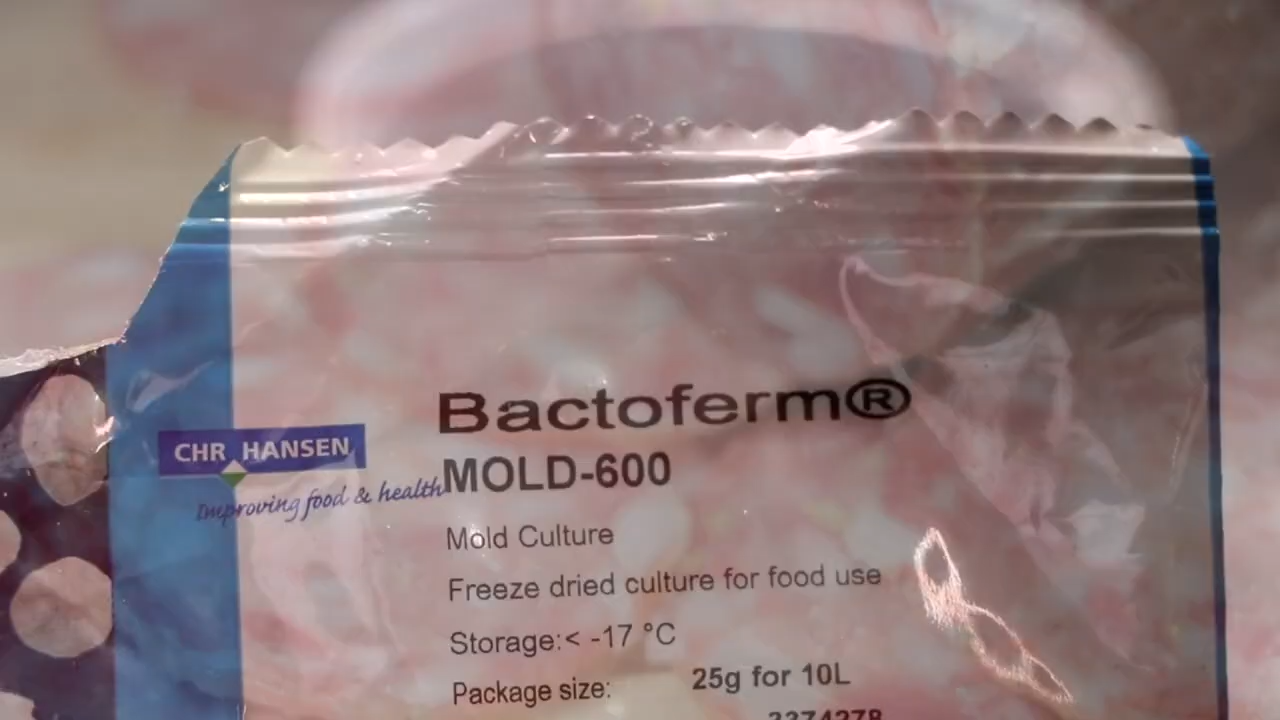 Bactoferm®
CHR HANSEN
Improving food & health
MOLD-600
Mold Culture
Freeze dried culture for food use
Storage:< -17 °C
Package size: 25g for 10L